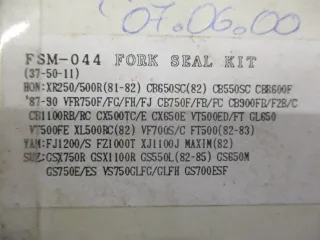 07.06.00
FSM-044 FORK SEAL KIT
(37-50-11)
HON:XR250/500R(81-82) CB650SC(82) CB550SC CBR600F
'87-90 VFR750F/FG/FH/FJ CB750F/FB/FC CB900FB/F2B/C
CB1100RB/RC CX500TC/E CX650E VT500ED/FT GL650
VT500FE XL500RC(82) VF700S/C FT500(82-83)
YAM:FJ1200/S FZ1000T XJ1100J MAXIM(82)
SUZ:GSX750R GSX1100R GS550L(82-85) GS650M
GS750E/ES VS750GLFG/GLFH GS700ESF